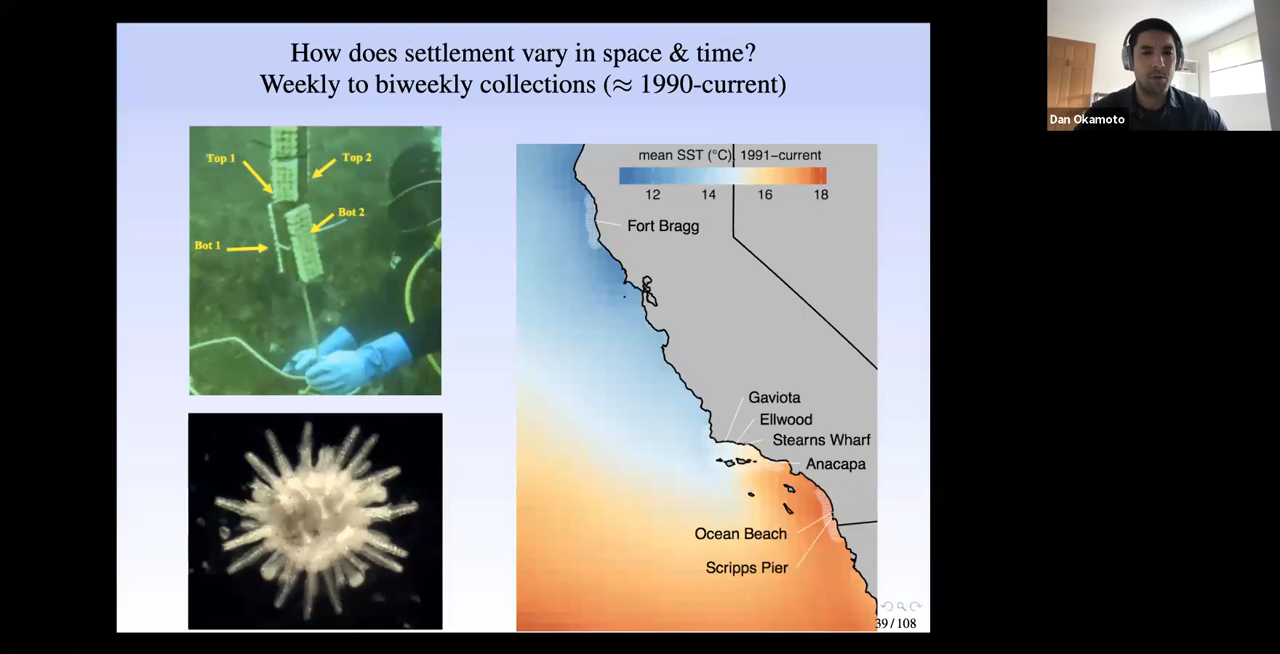 How does settlement vary in space & time?
Weekly to biweekly collections (≈ 1990-current)
Top 1
Top 2
Bot 2
Bot 1
mean SST (°C), 1991−current
12 14 16 18
Fort Bragg
Gaviota
Ellwood
Stearns Wharf
Anacapa
Ocean Beach
Scripps Pier
39 / 108
Dan Okamoto